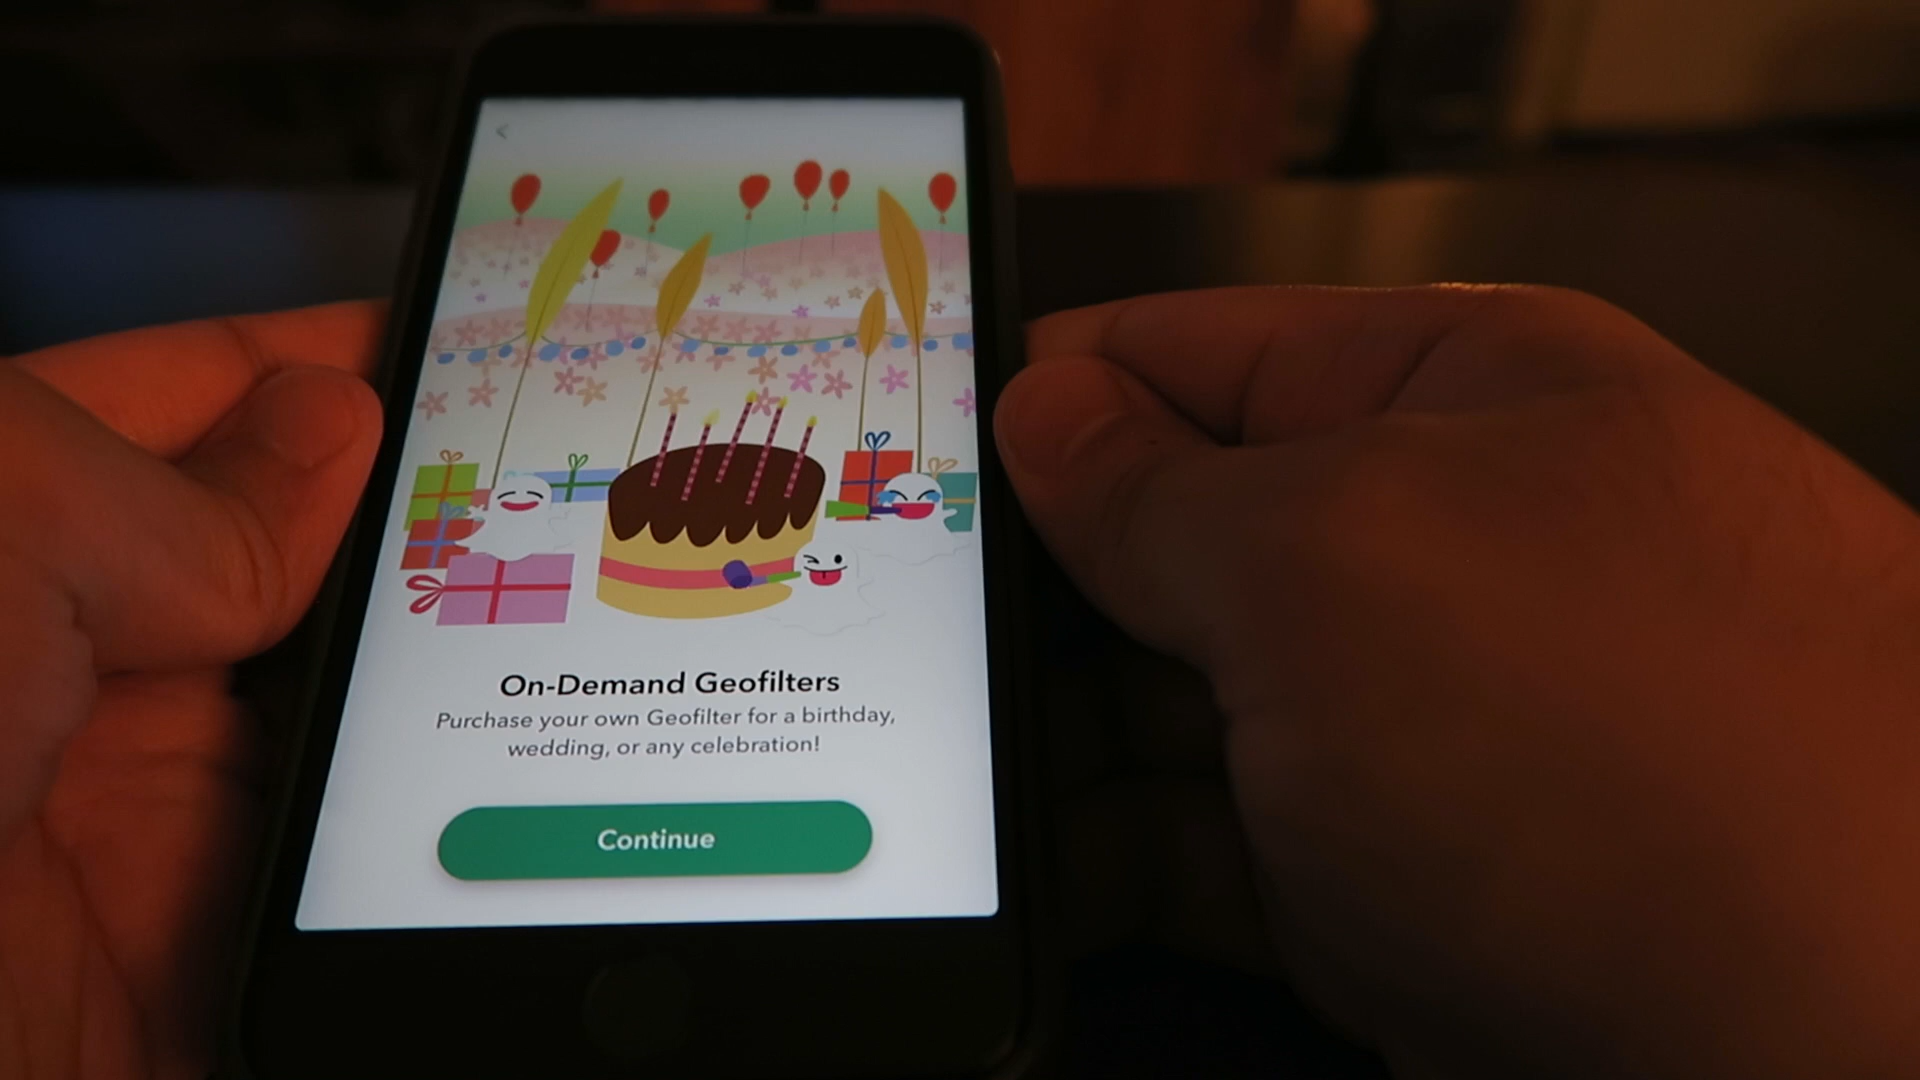 On-Demand Geofilters
Purchase your own Geofilter for a birthday,
wedding, or any celebration!
Continue